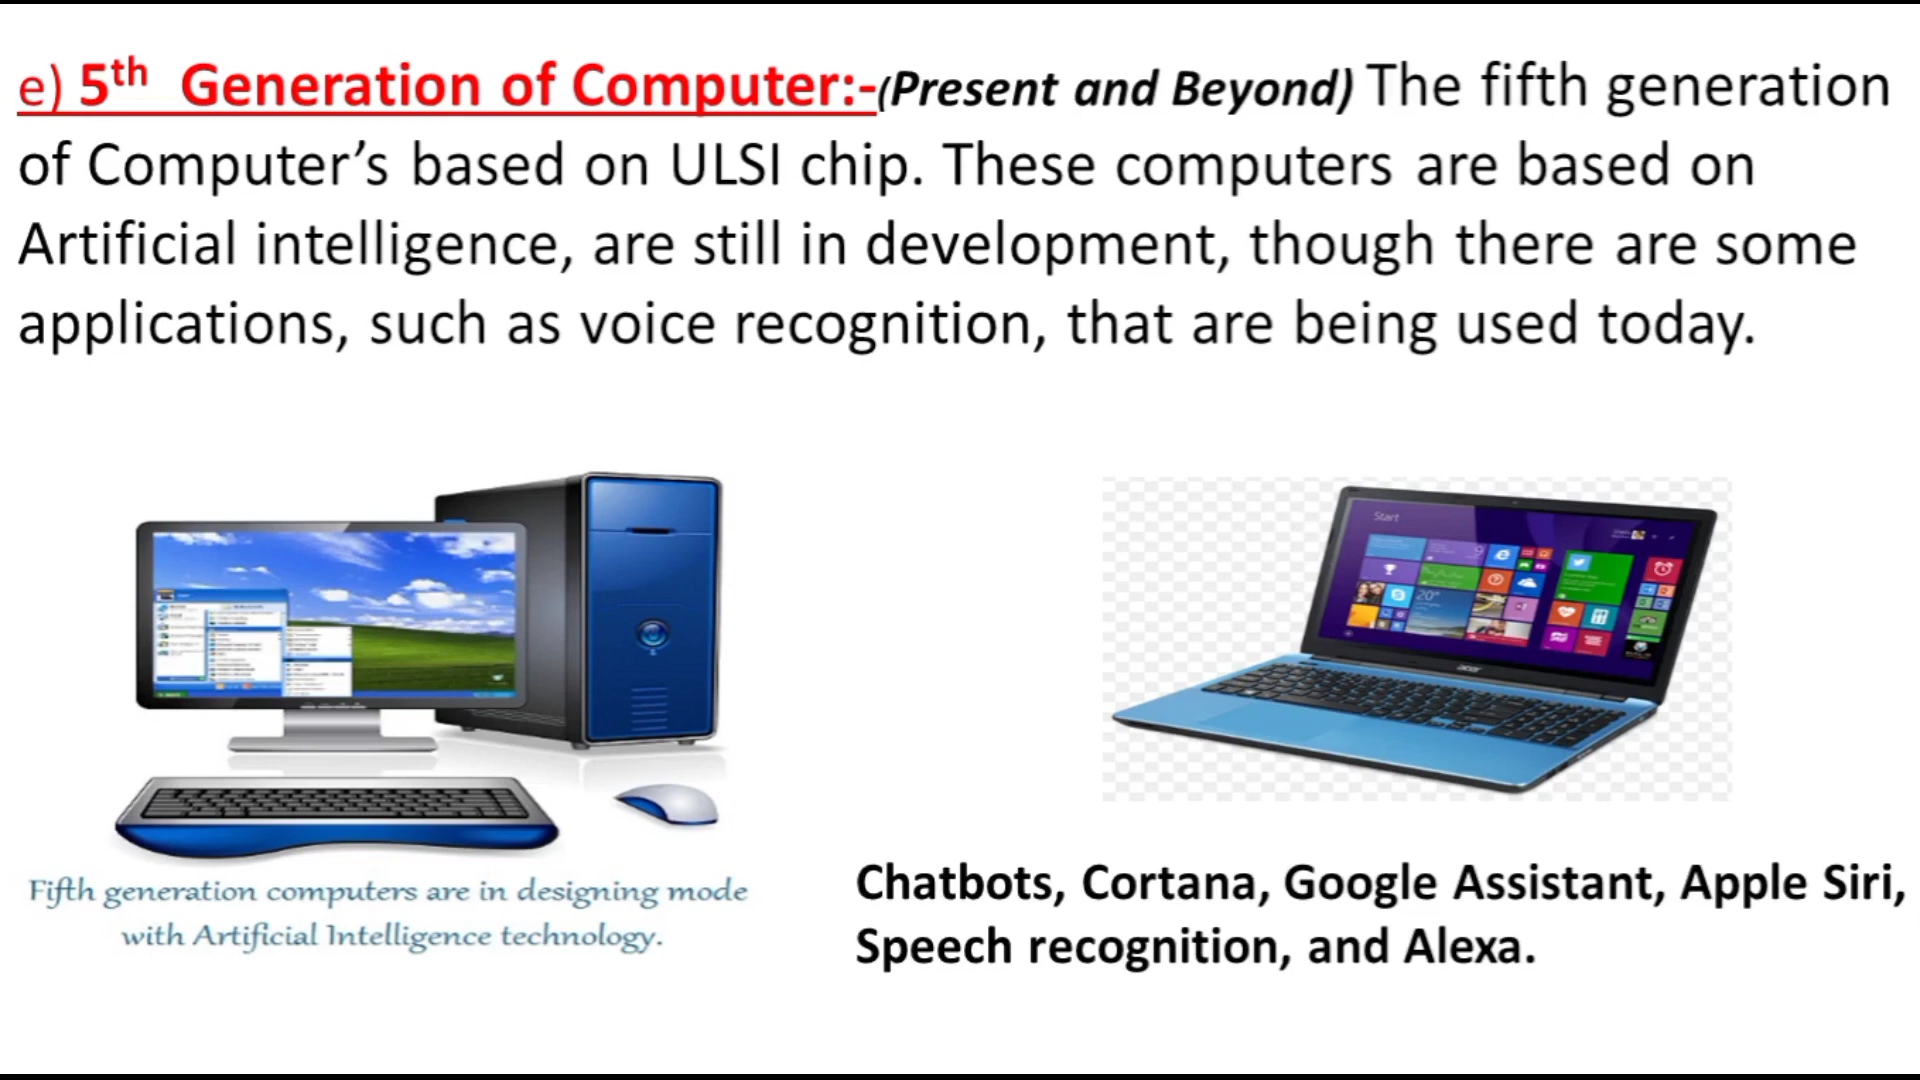 e) 5th Generation of Computer:-(Present and Beyond) The fifth generation
of Computer’s based on ULSI chip. These computers are based on
Artificial intelligence, are still in development, though there are some
applications, such as voice recognition, that are being used today.
Start
20°
acer
Fifth generation computers are in designing mode
with Artificial Intelligence technology.
Chatbots, Cortana, Google Assistant, Apple Siri,
Speech recognition, and Alexa.